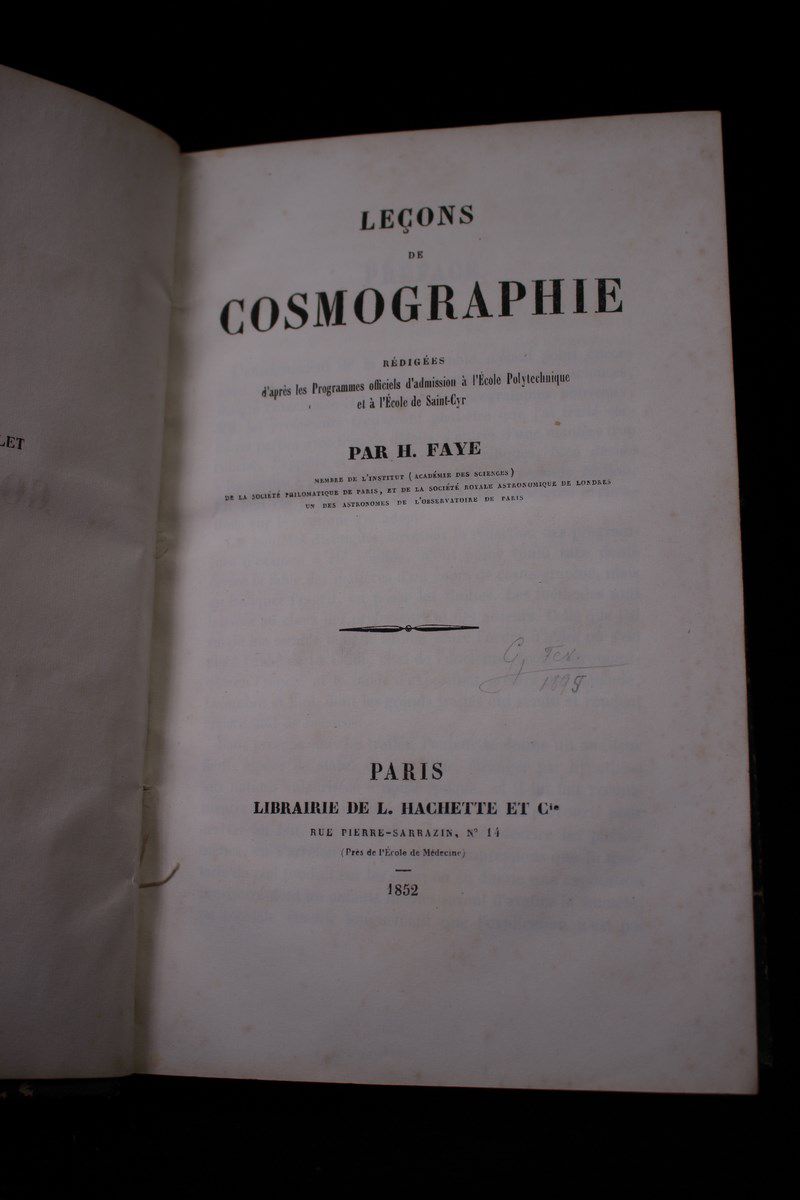 LET
LEÇONS
DE
COSMOGRAPHIE
RÉDIGÉES
d'après les Programmes officiels d'admission à l'École Polytechnique
et à l'École de Saint-Cyr
PAR H. FAYE
MEMBRE DE L'INSTITUT (ACADÉMIE DES SCIENCES)
DE LA SOCIÉTÉ PHILOMATIQUE DE PARIS, ET DE LA SOCIÉTÉ ROYALE ASTRONOMIQUE DE LONDRES
UN DES ASTRONOMES DE L'OBSERVATOIRE DE PARIS
PARIS
LIBRAIRIE DE L. HACHETTE ET Cie
RUE PIERRE-SARRAZIN, N° 14
(Près de l'École de Médecine)
1852